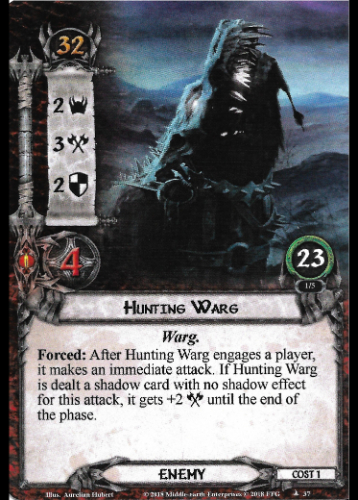 32
2
3
2
4
23
1/5
HUNTING WARG
Warg.
Forced: After Hunting Warg engages a player,
it makes an immediate attack. If Hunting Warg
is dealt a shadow card with no shadow effect
for this attack, it gets +2 until the end of
the phase.
ENEMY
COST 1
Illus. Aurelien Hubert
© 2018 Middle-earth Enterprises © 2018 FFG
37